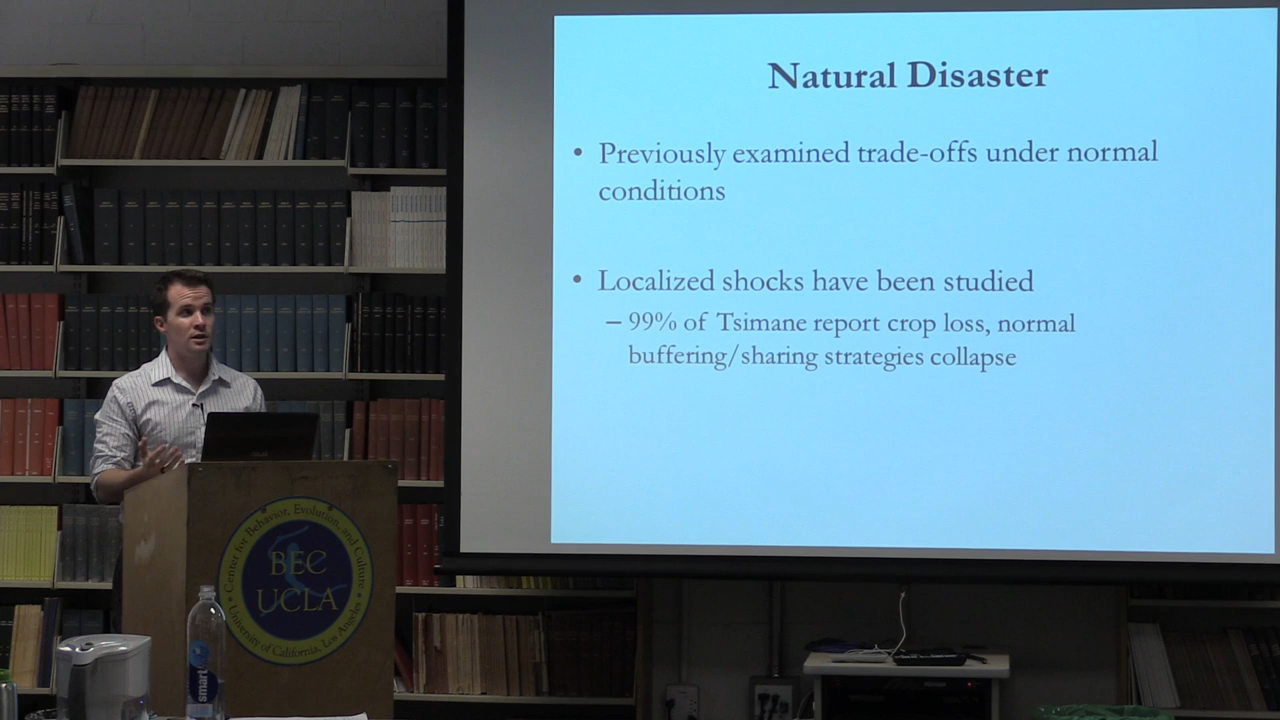 Natural Disaster
• Previously examined trade-offs under normal
conditions
• Localized shocks have been studied
– 99% of Tsimane report crop loss, normal
buffering/sharing strategies collapse
Center for Behavior, Evolution, and Culture
BEC
UCLA
University of California, Los Angeles
smart